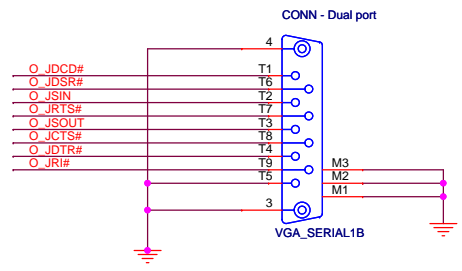 CONN - Dual port
4
O_JDCD# T1
O_JDSR# T6
O_JSIN T2
O_JRTS# T7
O_JSOUT T3
O_JCTS# T8
O_JDTR# T4
O_JRI# T9 M3
T5 M2
M1
3
VGA_SERIAL1B